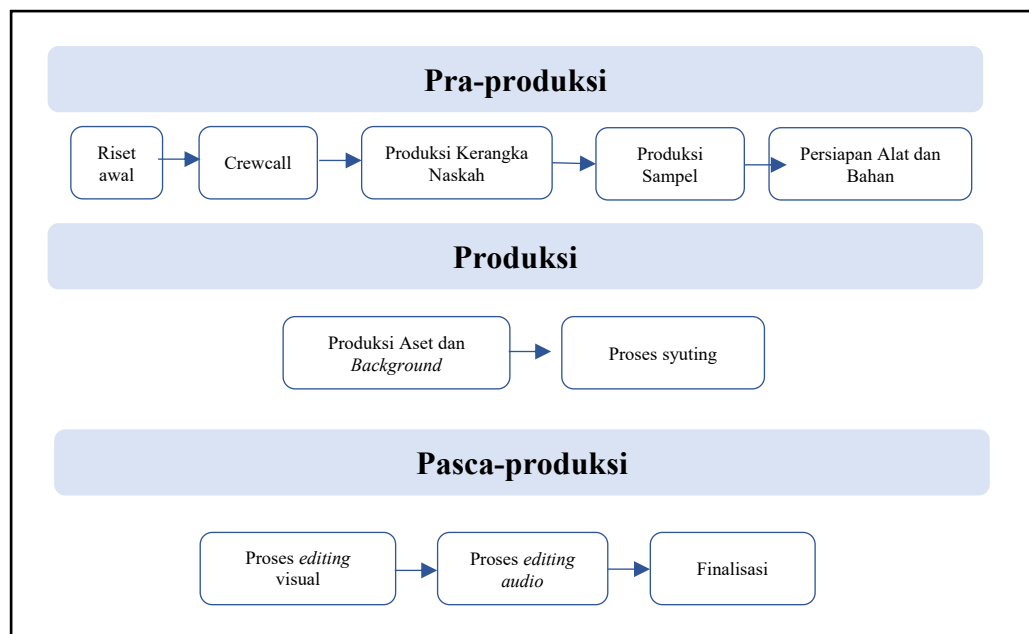 Pra-produksi
Riset
awal
Crewcall
Produksi Kerangka
Naskah
Produksi
Sampel
Persiapan Alat dan
Bahan
Produksi
Produksi Aset dan
Background
Proses syuting
Pasca-produksi
Proses editing
visual
Proses editing
audio
Finalisasi